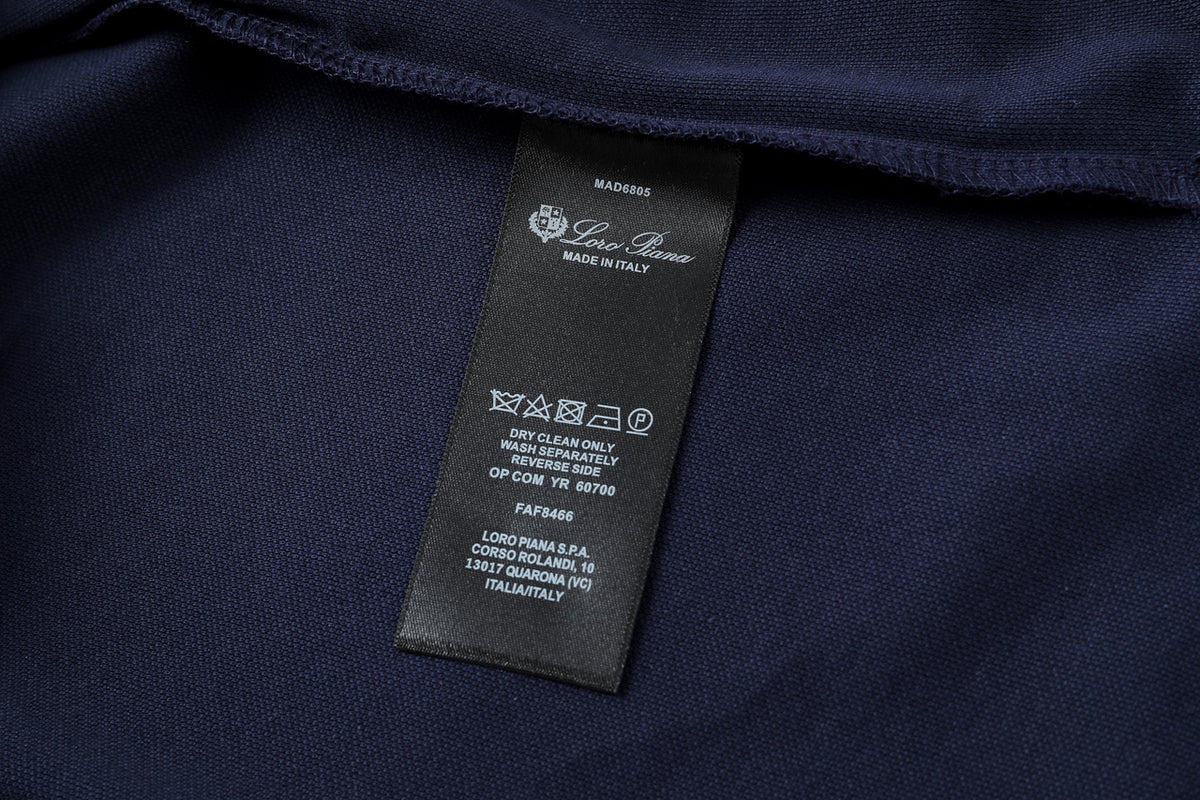 MAD6805
Loro Piana
MADE IN ITALY
P
DRY CLEAN ONLY
WASH SEPARATELY
REVERSE SIDE
OP COM YR 60700
FAF8466
LORO PIANA S.P.A.
CORSO ROLANDI, 10
13017 QUARONA (VC)
ITALIA/ITALY